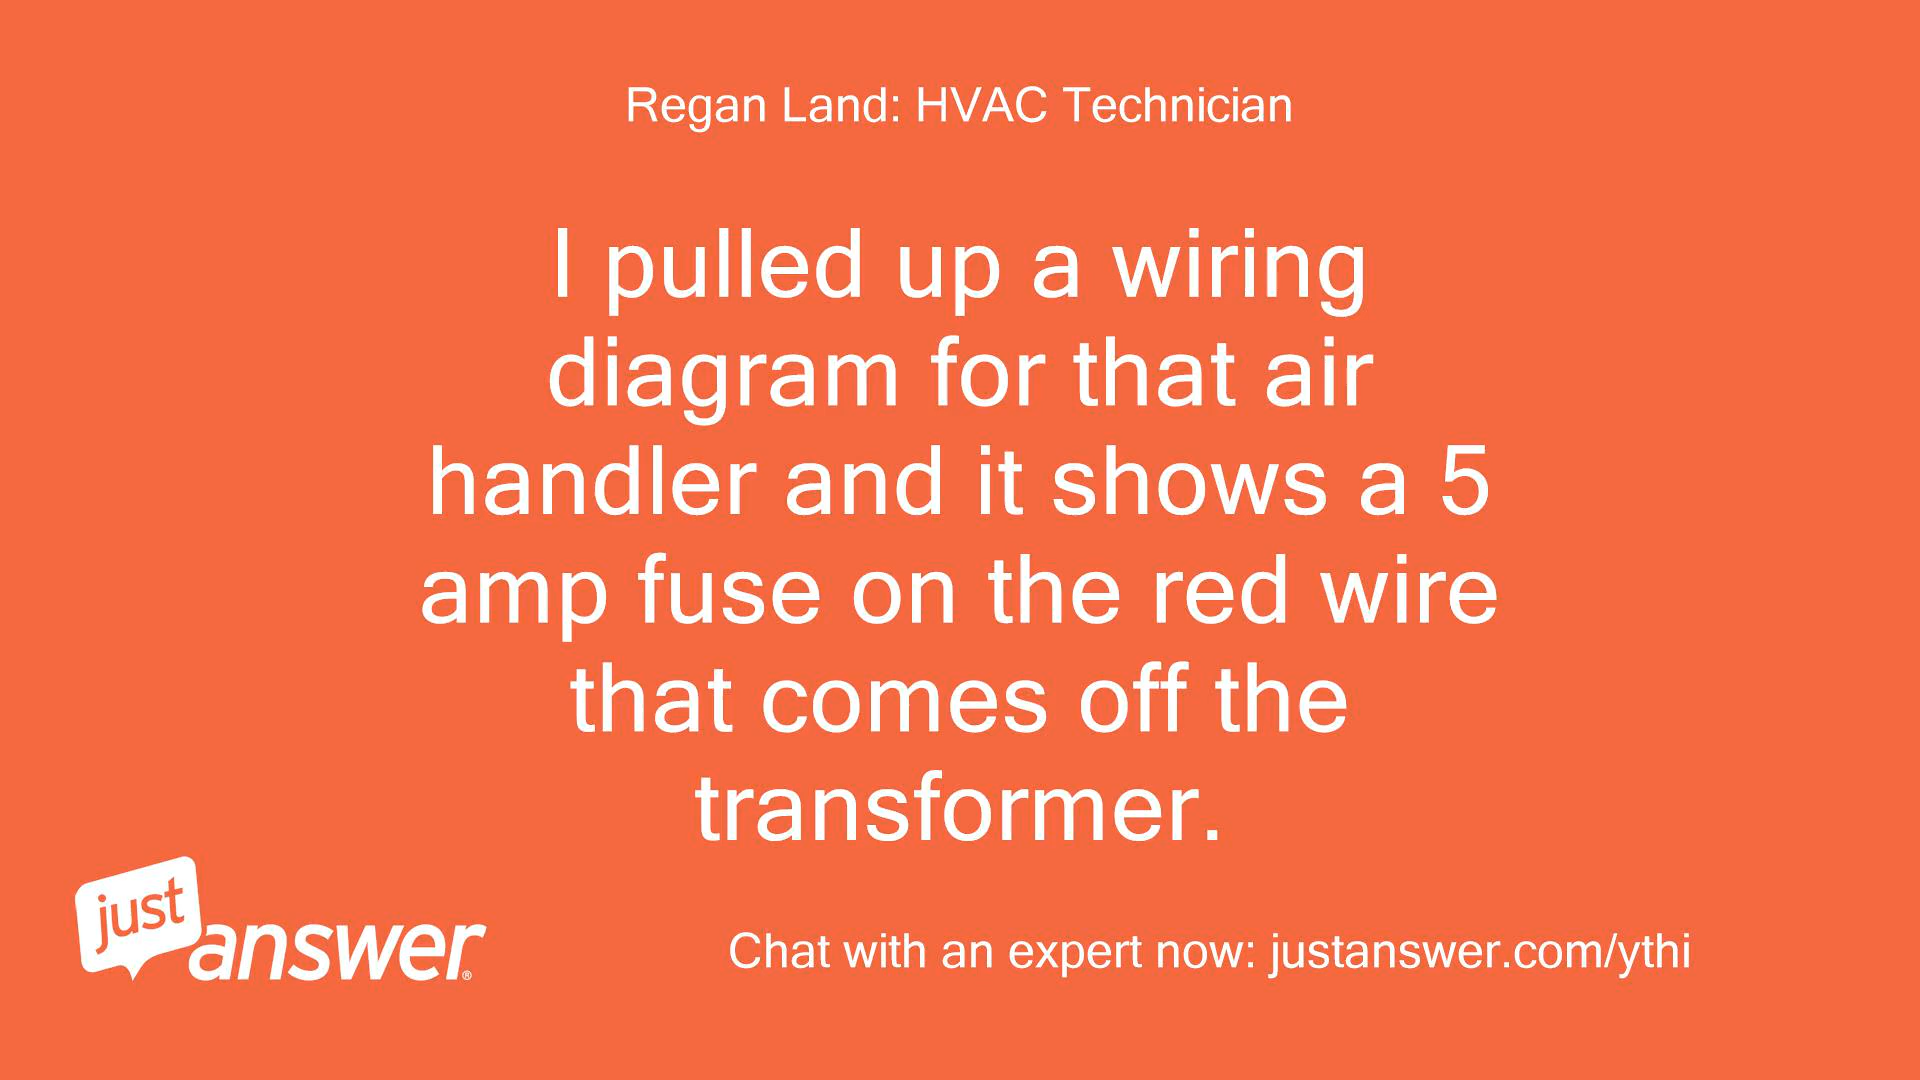 Regan Land: HVAC Technician
I pulled up a wiring
diagram for that air
handler and it shows a 5
amp fuse on the red wire
that comes off the
transformer.
just
answer®
Chat with an expert now: justanswer.com/ythi